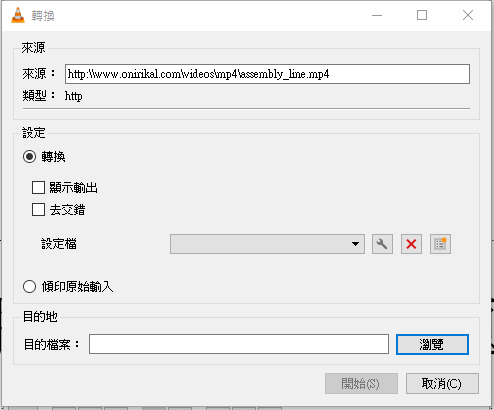 轉換
來源
來源：
http:\\www.onirikal.com\videos\mp4\assembly_line.mp4
類型： http
設定
轉換
顯示輸出
去交錯
設定檔
傾印原始輸入
目的地
目的檔案： 瀏覽
開始(S) 取消(C)